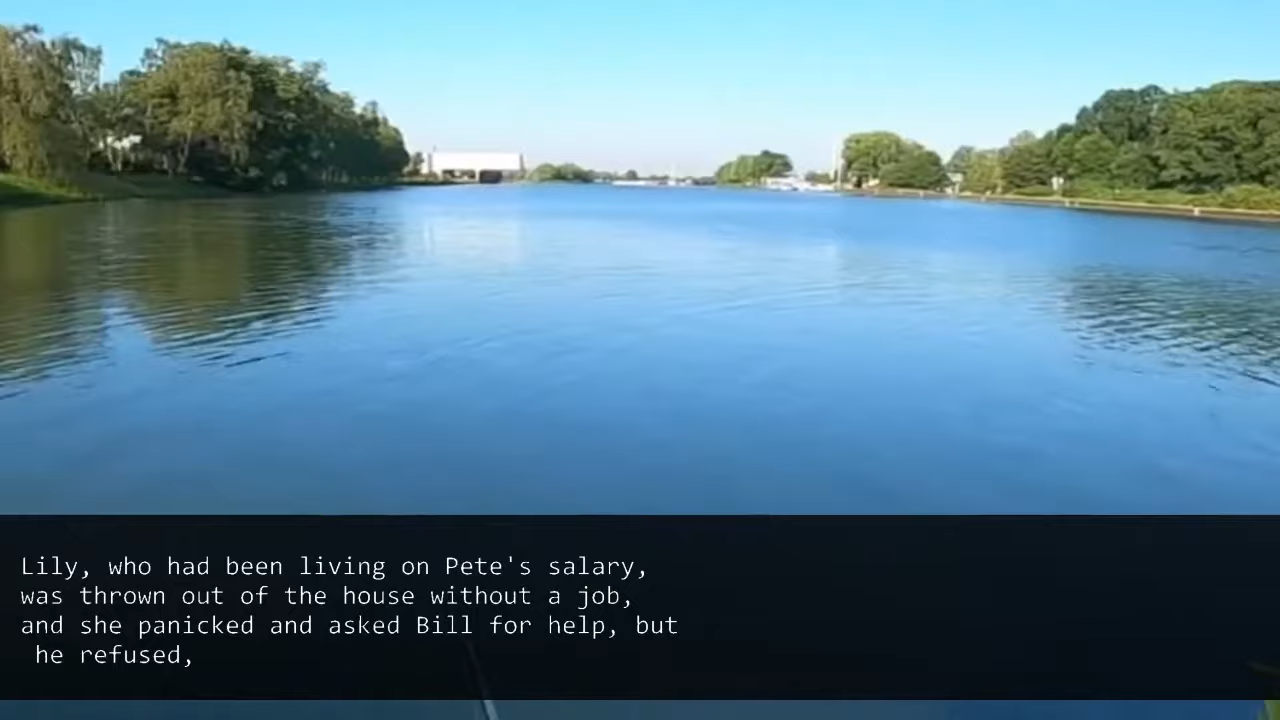 Lily, who had been living on Pete's salary,
was thrown out of the house without a job,
and she panicked and asked Bill for help, but
he refused,